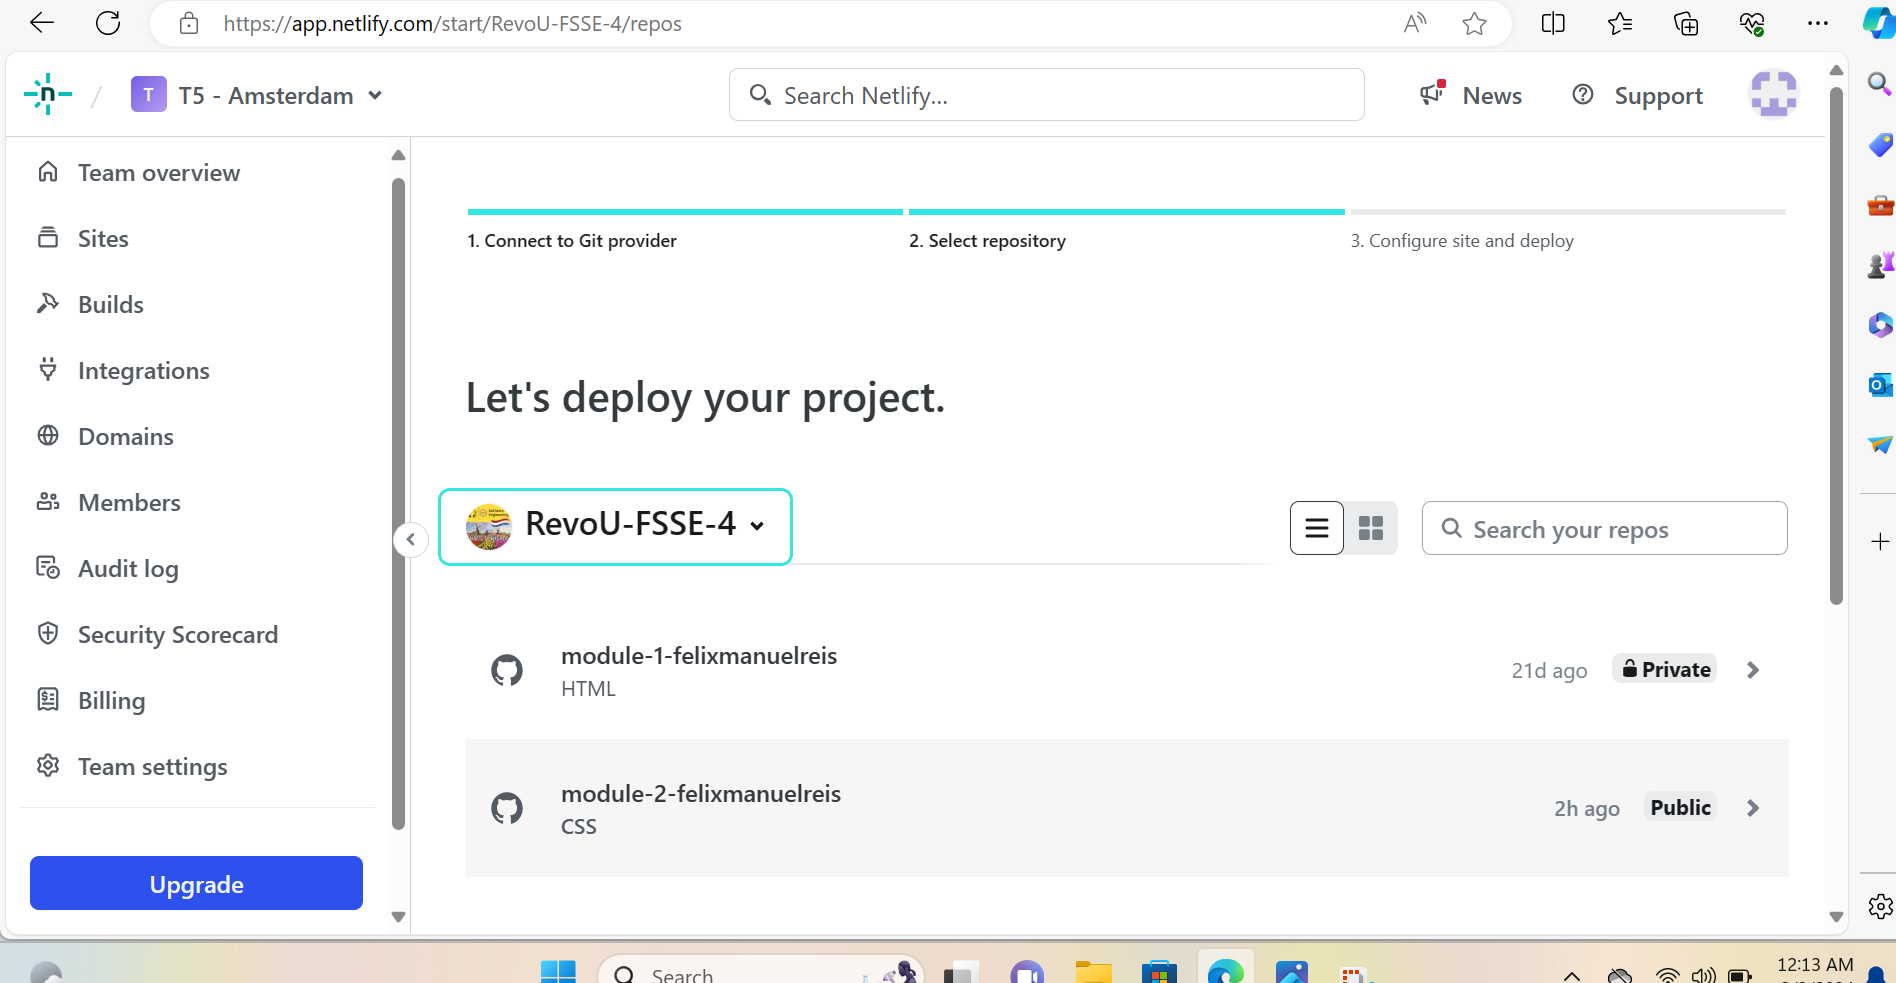 https://app.netlify.com/start/RevoU-FSSE-4/repos
T T5 - Amsterdam
Search Netlify...
News
Support
Team overview
Sites
Builds
Integrations
Domains
Members
Audit log
Security Scorecard
Billing
Team settings
Upgrade
1. Connect to Git provider
2. Select repository
3. Configure site and deploy
Let's deploy your project.
RevoU-FSSE-4
Search your repos
module-1-felixmanuelreis
HTML
21d ago
Private
module-2-felixmanuelreis
CSS
2h ago
Public
Search
12:13 AM